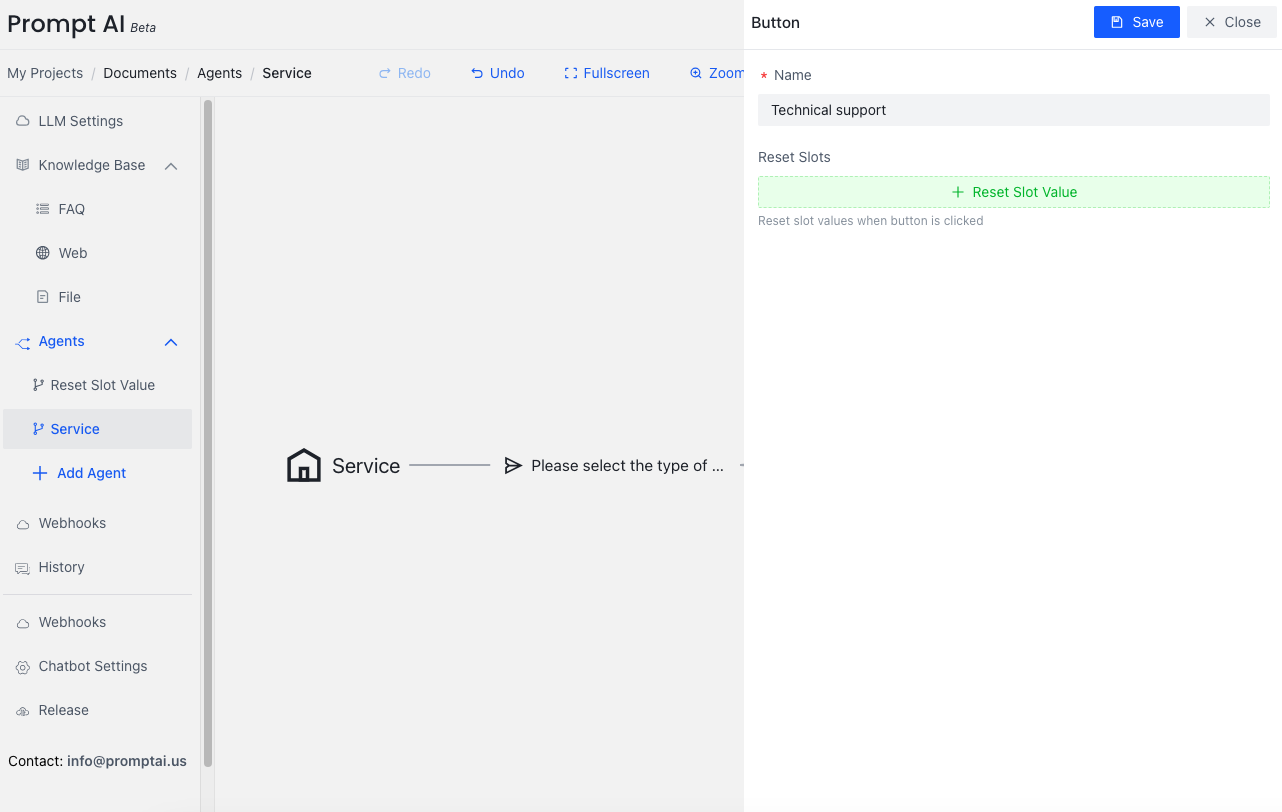 Prompt AI Beta
My Projects / Documents / Agents / Service
Redo
Undo
Fullscreen
Zoom
LLM Settings
Knowledge Base
FAQ
Web
File
Agents
Reset Slot Value
Service
Add Agent
Webhooks
History
Webhooks
Chatbot Settings
Release
Contact: info@promptai.us
Service
Please select the type of ...
Button
Save
Close
* Name
Technical support
Reset Slots
Reset Slot Value
Reset slot values when button is clicked